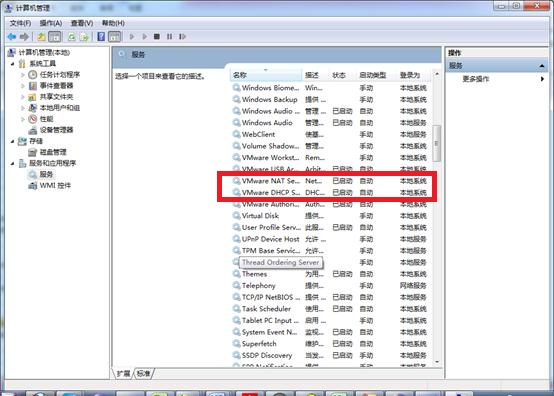 计算机管理
文件(F) 操作(A) 查看(V) 帮助(H)
计算机管理(本地)
系统工具
任务计划程序
事件查看器
共享文件夹
本地用户和组
性能
设备管理器
存储
磁盘管理
服务和应用程序
服务
WMI 控件
服务
选择一个项目来查看它的描述。
名称 描述 状态 启动类型 登录为
Windows Biome... Win... 手动 本地系统
Windows Backup 提供 ... 手动 本地系统
Windows Audio ... 管理 ... 已启动 自动 本地系统
Windows Audio 管理 ... 已启动 自动 本地服务
WebClient 使基... 手动 本地服务
Volume Shadow... 管理... 手动 本地系统
VMware Workst... Rem... 手动 本地系统
VMware USB Ar... Arbit... 已启动 自动 本地系统
VMware NAT Se... Net... 已启动 自动 本地系统
VMware DHCP S... DHC... 已启动 自动 本地系统
VMware Authori... Auth... 已启动 自动 本地系统
Virtual Disk 提供... 手动 本地系统
User Profile Serv... 此服... 已启动 自动 本地系统
UPnP Device Host 允许 ... 手动 本地服务
TPM Base Servic... 允许... 手动 本地服务
Thread Ordering Server 手动 本地服务
Themes 为用... 已启动 自动 本地系统
Telephony 提供... 手动 网络服务
TCP/IP NetBIOS ... 提供 ... 已启动 自动 本地服务
Task Scheduler 使用... 已启动 自动 本地系统
Tablet PC Input ... 启用 ... 手动 本地系统
System Event N... 监视... 已启动 自动 本地系统
Superfetch 维护... 已启动 自动 本地系统
SSDP Discovery 当发... 已启动 手动 本地服务
扩展 标准
操作
服务
更多操作